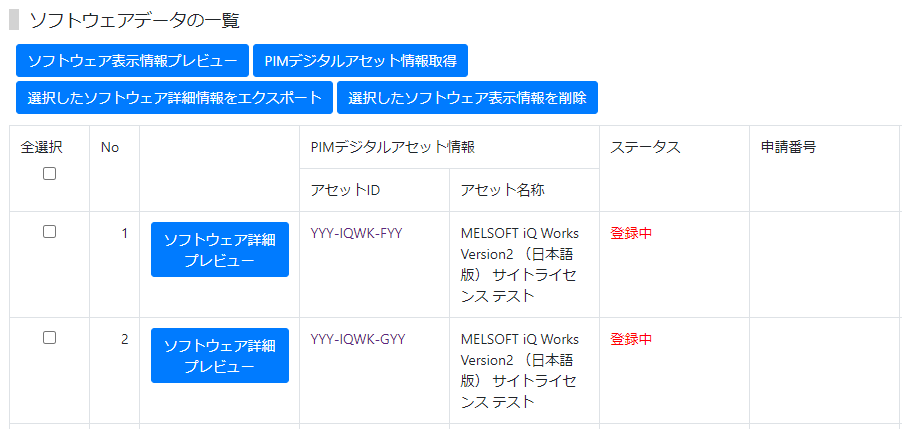 ソフトウェアデータの一覧
ソフトウェア表示情報プレビュー PIMデジタルアセット情報取得
選択したソフトウェア詳細情報をエクスポート 選択したソフトウェア表示情報を削除
全選択 No PIMデジタルアセット情報 ステータス 申請番号
アセットID アセット名称
1 ソフトウェア詳細 YYY-IQWK-FYY MELSOFT iQ Works 登録中
プレビュー Version2 （日本語
版） サイトライセ
ンス テスト
2 ソフトウェア詳細 YYY-IQWK-GYY MELSOFT iQ Works 登録中
プレビュー Version2 （日本語
版） サイトライセ
ンス テスト